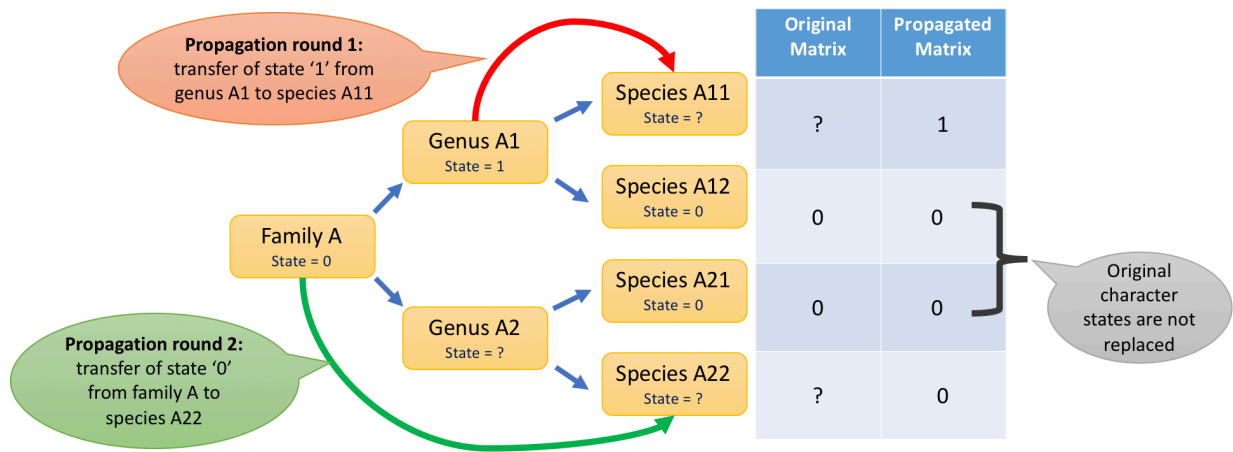 Propagation round 1:
transfer of state ‘1’ from
genus A1 to species A11
Family A
State = 0
Genus A1
State = 1
Genus A2
State = ?
Species A11
State = ?
Species A12
State = 0
Species A21
State = 0
Species A22
State = ?
Propagation round 2:
transfer of state ‘0’
from family A to
species A22
Original Matrix
Propagated Matrix
? 1
0 0
0 0
? 0
Original
character
states are not
replaced